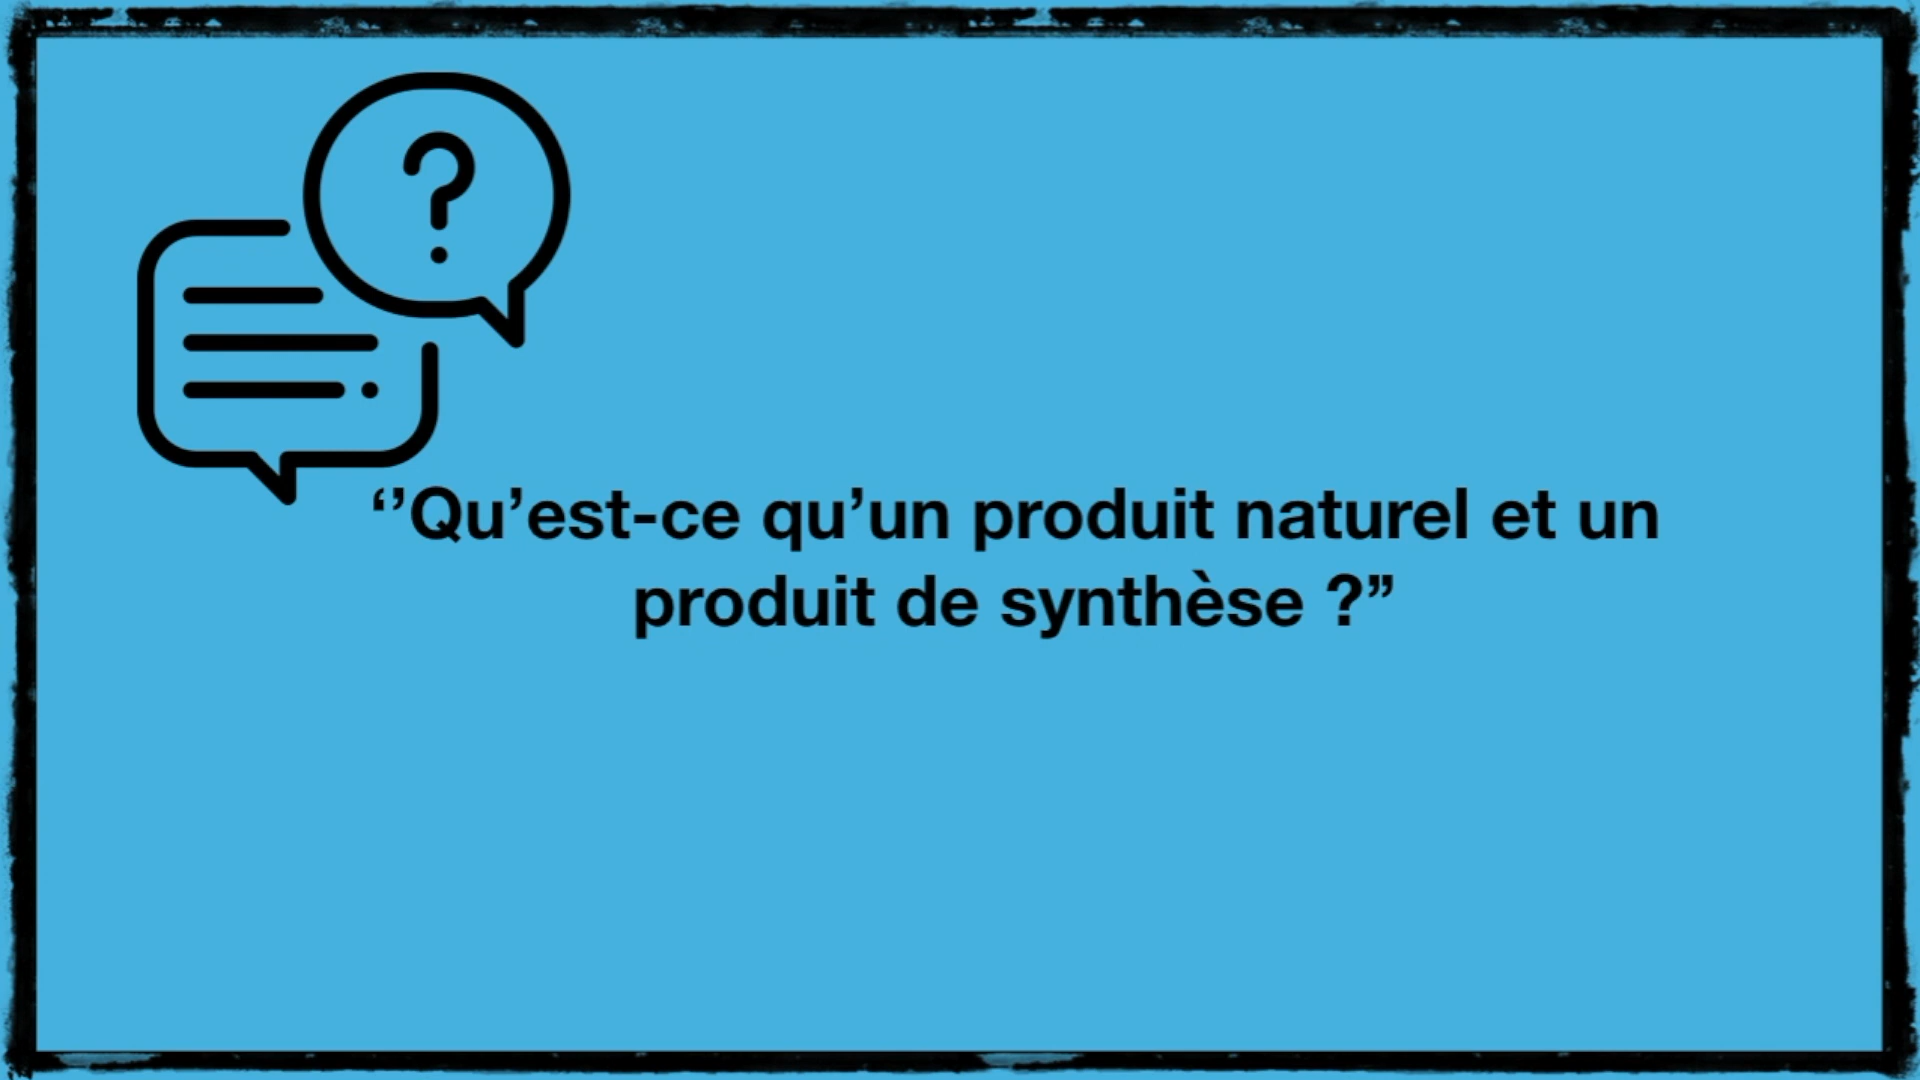 ‘’Qu’est-ce qu’un produit naturel et un
produit de synthèse ?”